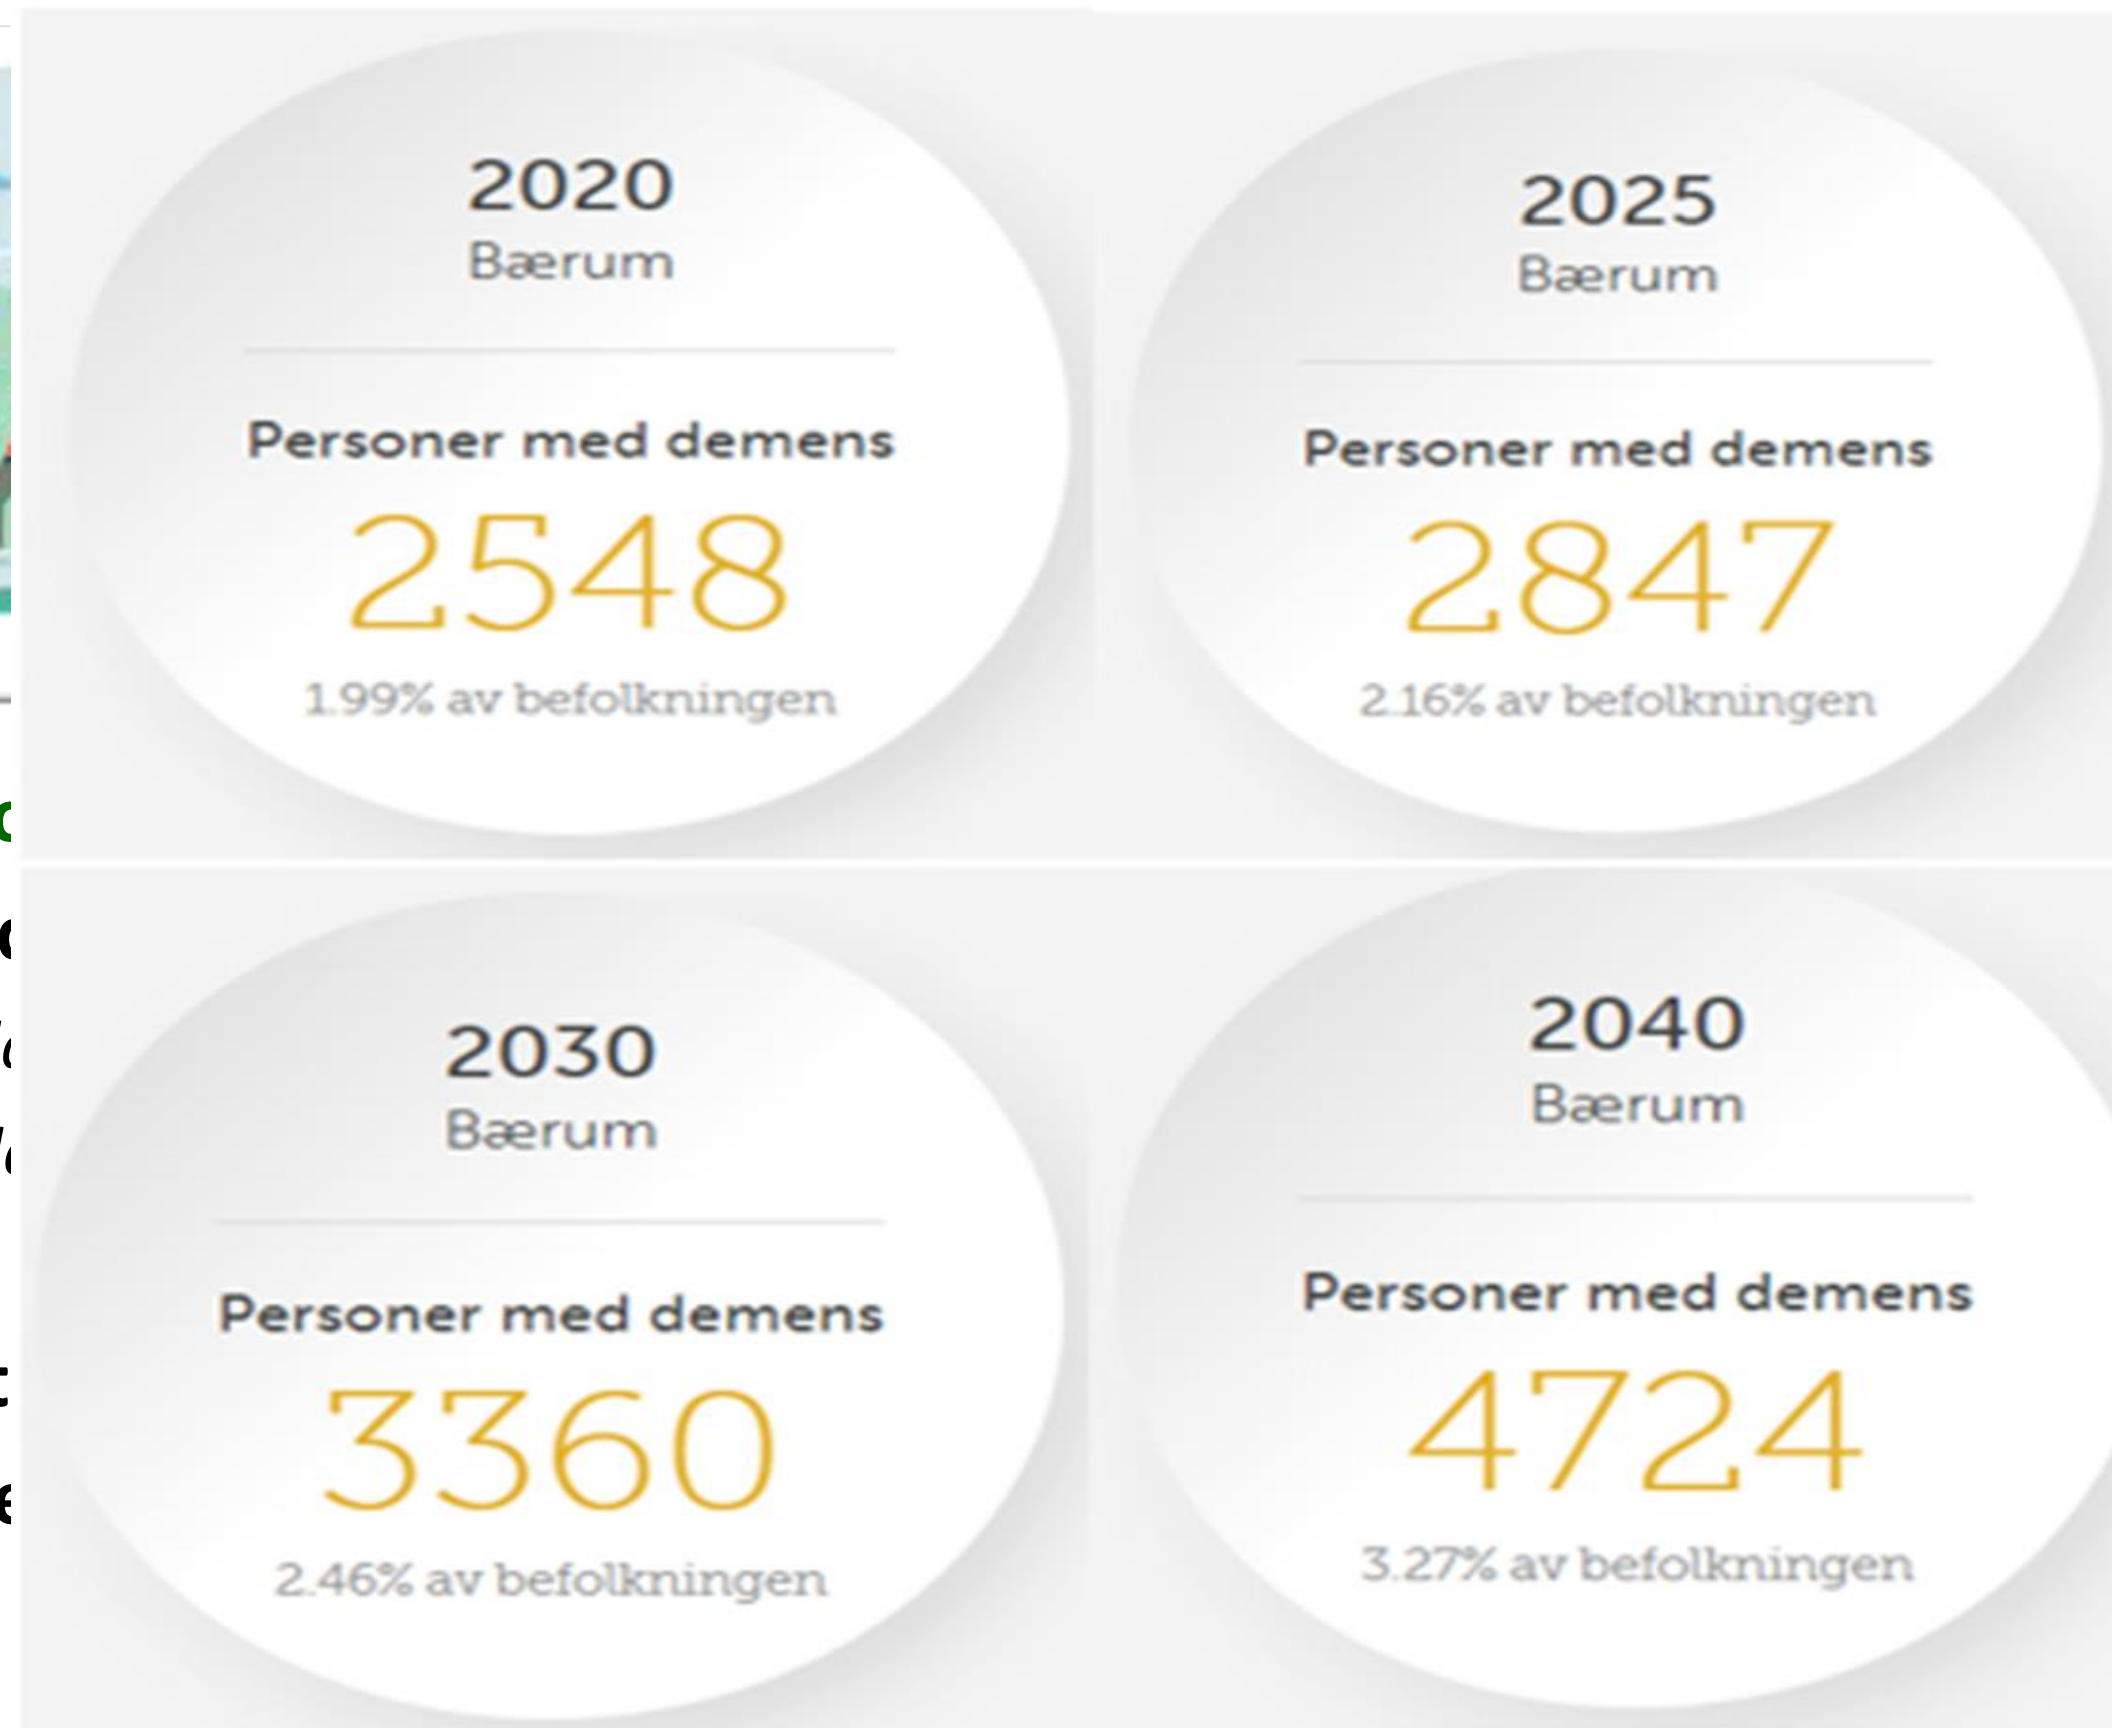 2020
Bærum
Personer med demens
2548
1.99% av befolkningen
2025
Bærum
Personer med demens
2847
2.16% av befolkningen
2030
Bærum
Personer med demens
3360
2.46% av befolkningen
2040
Bærum
Personer med demens
4724
3.27% av befolkningen